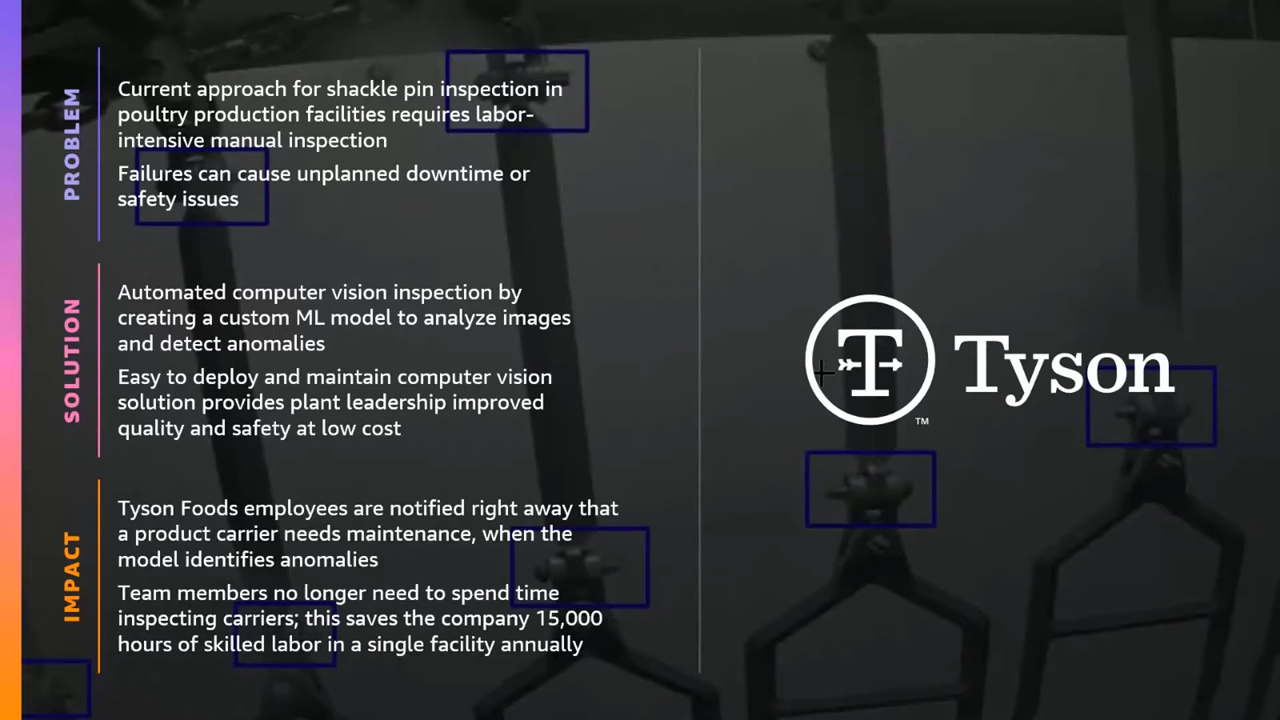 PROBLEM
Current approach for shackle pin inspection in
poultry production facilities requires labor-
intensive manual inspection
Failures can cause unplanned downtime or
safety issues
SOLUTION
Automated computer vision inspection by
creating a custom ML model to analyze images
and detect anomalies
Easy to deploy and maintain computer vision
solution provides plant leadership improved
quality and safety at low cost
IMPACT
Tyson Foods employees are notified right away that
a product carrier needs maintenance, when the
model identifies anomalies
Team members no longer need to spend time
inspecting carriers; this saves the company 15,000
hours of skilled labor in a single facility annually
T Tyson
TM